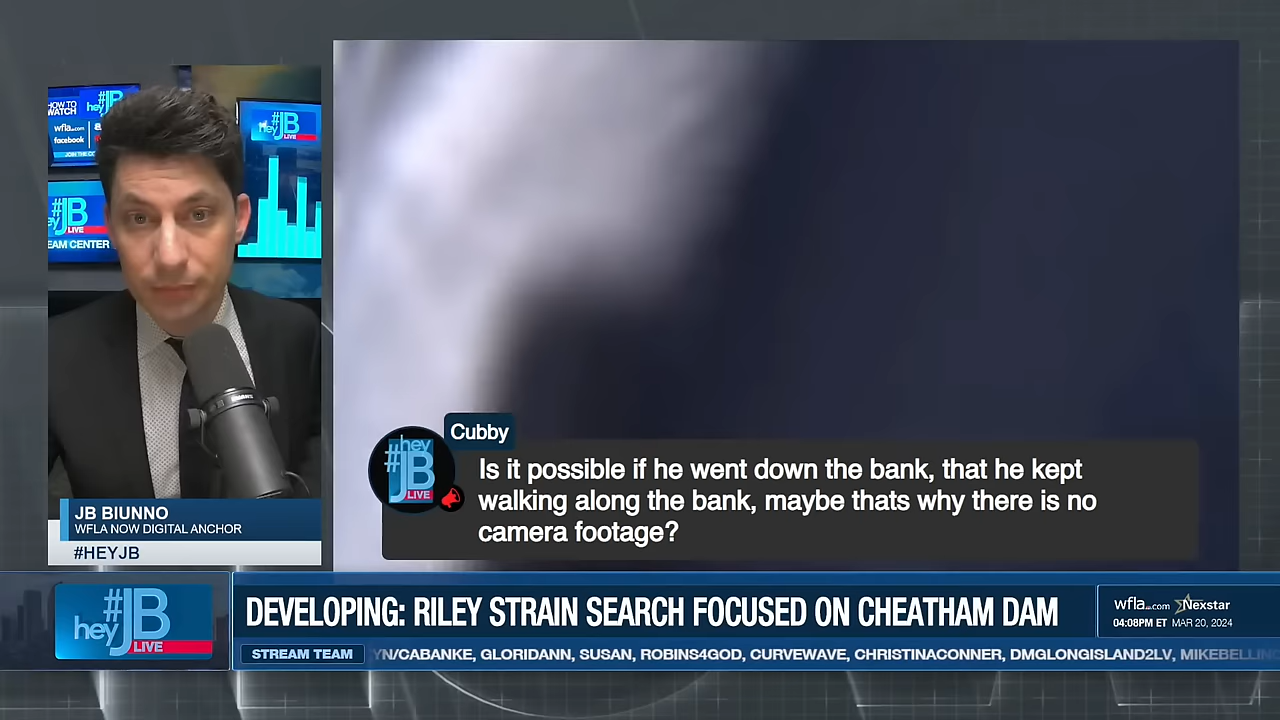 HOW TO
WATCH
#
hey JB
wfla.com
facebook
#
hey JB
LIVE
#
hey JB
LIVE
EAM CENTER
Cubby
hey
#JB
LIVE
Is it possible if he went down the bank, that he kept
walking along the bank, maybe thats why there is no
camera footage?
JB BIUNNO
WFLA NOW DIGITAL ANCHOR
#HEYJB
#
hey JB
LIVE
DEVELOPING: RILEY STRAIN SEARCH FOCUSED ON CHEATHAM DAM
wfla.com Nexstar
04:08PM ET MAR 20, 2024
STREAM TEAM
YN/CABANKE, GLORIDANN, SUSAN, ROBINS4GOD, CURVEWAVE, CHRISTINACONNER, DMGLONGISLAND2LV, MIKEBELLIN